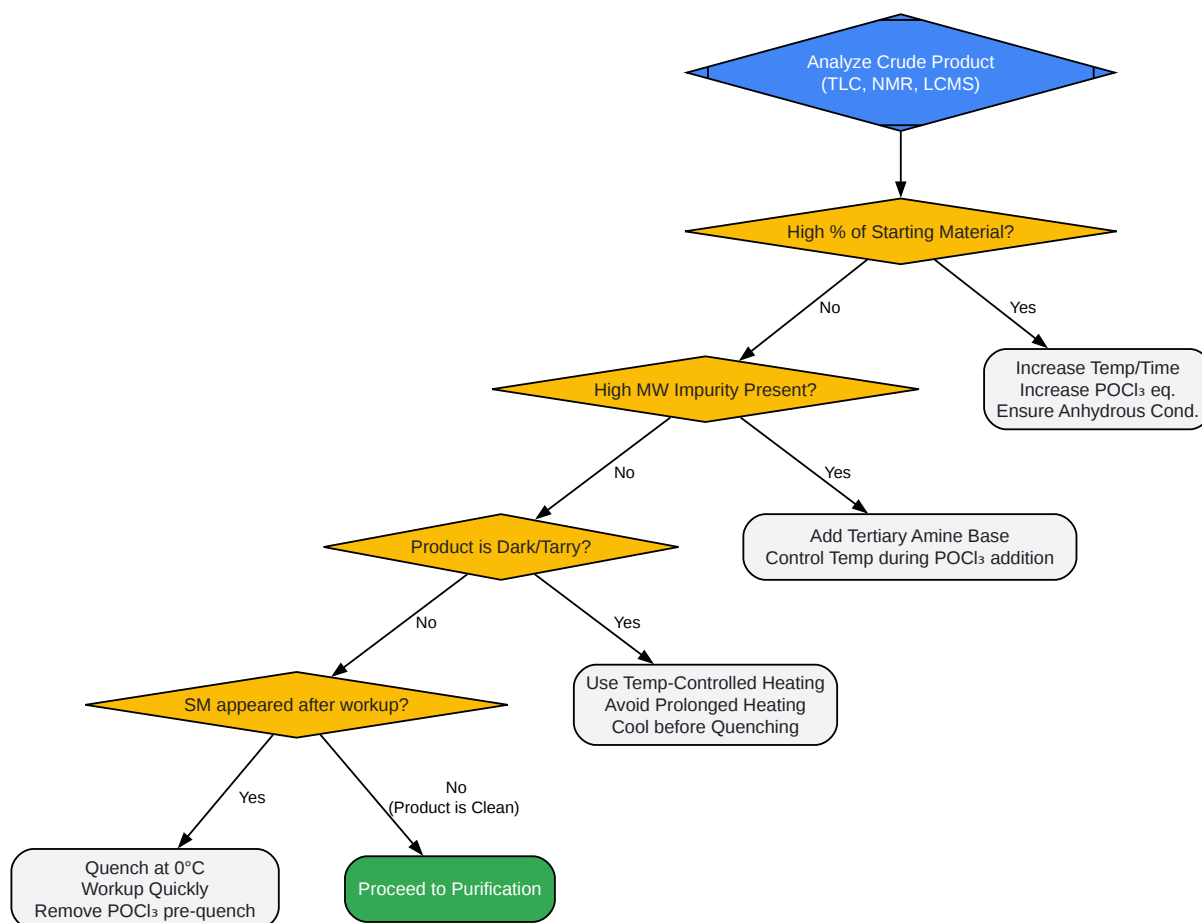 Analyze Crude Product
(TLC, NMR, LCMS)
High % of Starting Material?
No
Yes
Increase Temp/Time
Increase POCl₃ eq.
Ensure Anhydrous Cond.
High MW Impurity Present?
No
Yes
Add Tertiary Amine Base
Control Temp during POCl₃ addition
Product is Dark/Tarry?
No
Yes
Use Temp-Controlled Heating
Avoid Prolonged Heating
Cool before Quenching
SM appeared after workup?
Yes
No
(Product is Clean)
Quench at 0°C
Workup Quickly
Remove POCl₃ pre-quench
Proceed to Purification